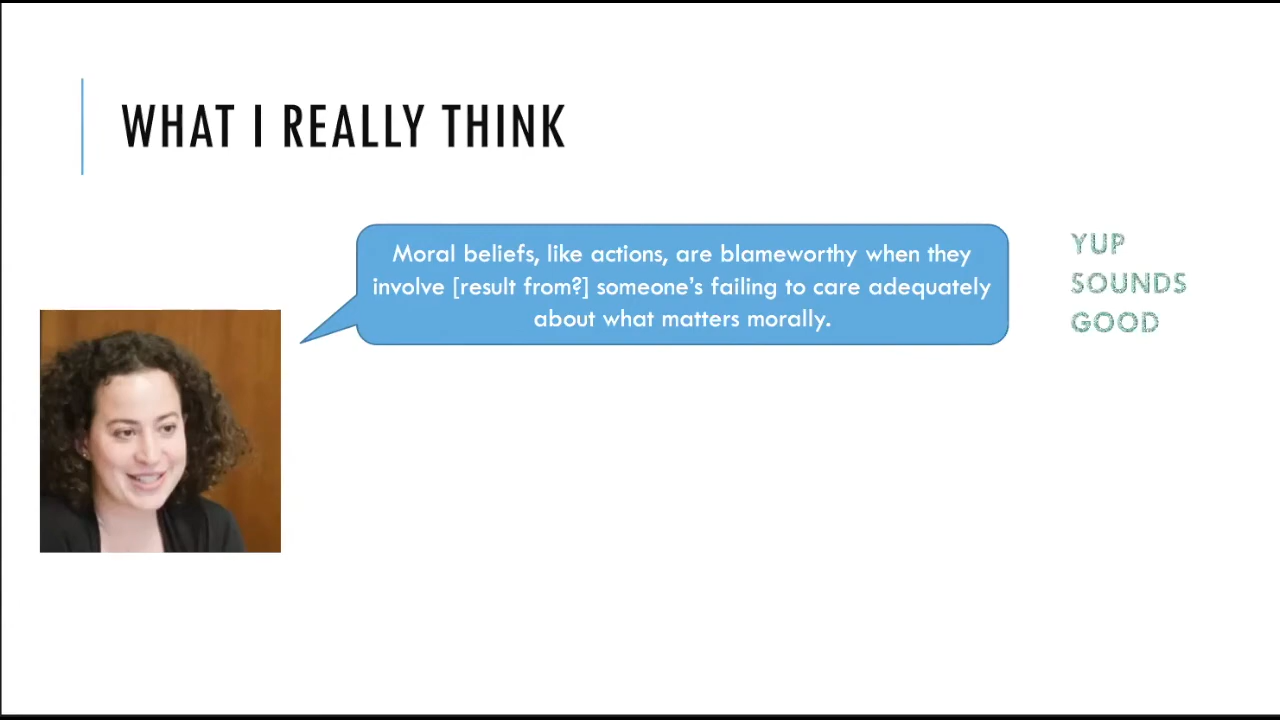 WHAT I REALLY THINK
Moral beliefs, like actions, are blameworthy when they
involve [result from?] someone's failing to care adequately
about what matters morally.
YUP
SOUNDS
GOOD